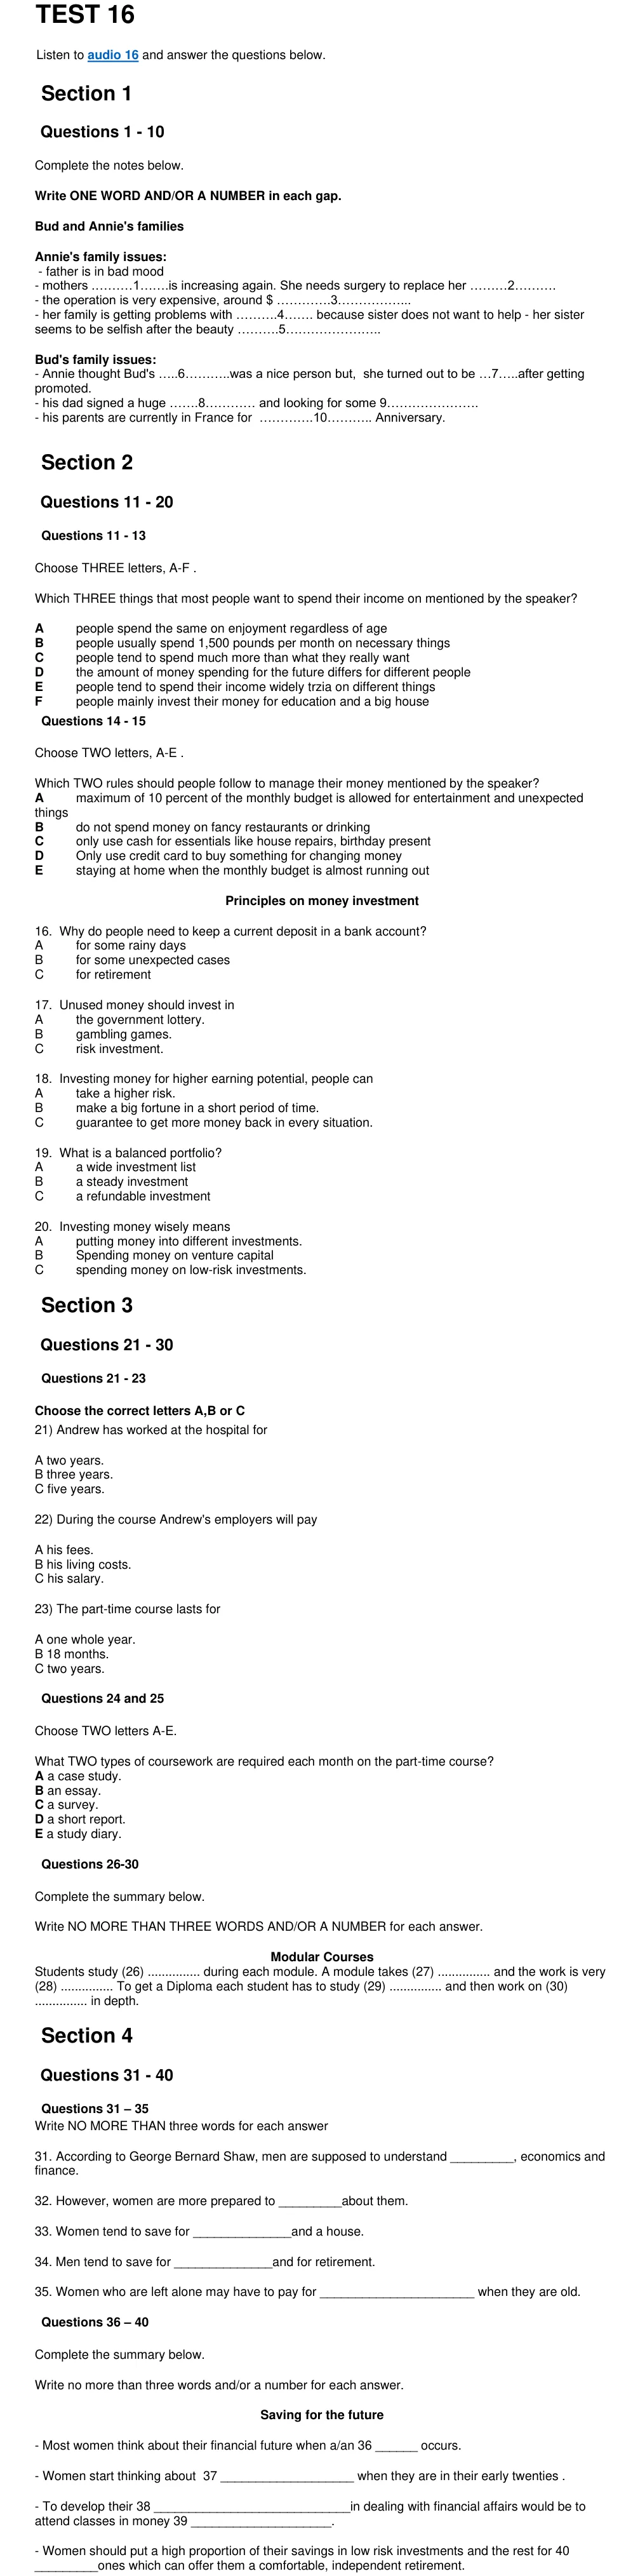 TEST 16
Listen to audio 16 and answer the questions below.
Section 1
Questions 1 - 10
Complete the notes below.
Write ONE WORD AND/OR A NUMBER in each gap.
Bud and Annie's families
Annie's family issues:
- father is in bad mood
- mothers ……….1…….is increasing again. She needs surgery to replace her ………2……….
- the operation is very expensive, around $ ………….3……………...
- her family is getting problems with ……….4……. because sister does not want to help - her sister
seems to be selfish after the beauty ……….5…………………..
Bud's family issues:
- Annie thought Bud's …..6………..was a nice person but,  she turned out to be …7…..after getting
promoted.
- his dad signed a huge …….8………… and looking for some 9………………….
- his parents are currently in France for  ………….10……….. Anniversary.
Section 2
Questions 11 - 20
Questions 11 - 13
Choose THREE letters, A-F .
Which THREE things that most people want to spend their income on mentioned by the speaker?
A people spend the same on enjoyment regardless of age
B people usually spend 1,500 pounds per month on necessary things
C people tend to spend much more than what they really want
D the amount of money spending for the future differs for different people
E people tend to spend their income widely trzia on different things
F people mainly invest their money for education and a big house
Questions 14 - 15
Choose TWO letters, A-E .
Which TWO rules should people follow to manage their money mentioned by the speaker?
A maximum of 10 percent of the monthly budget is allowed for entertainment and unexpected
things
B do not spend money on fancy restaurants or drinking
C only use cash for essentials like house repairs, birthday present
D Only use credit card to buy something for changing money
E staying at home when the monthly budget is almost running out
Principles on money investment
16.  Why do people need to keep a current deposit in a bank account?
A for some rainy days
B for some unexpected cases
C for retirement
17.  Unused money should invest in
A the government lottery.
B gambling games.
C risk investment.
18.  Investing money for higher earning potential, people can
A take a higher risk.
B make a big fortune in a short period of time.
C guarantee to get more money back in every situation.
19.  What is a balanced portfolio?
A a wide investment list
B a steady investment
C a refundable investment
20.  Investing money wisely means
A putting money into different investments.
B Spending money on venture capital
C spending money on low-risk investments.
Section 3
Questions 21 - 30
Questions 21 - 23
Choose the correct letters A,B or C
21) Andrew has worked at the hospital for
A two years.
B three years.
C five years.
22) During the course Andrew's employers will pay
A his fees.
B his living costs.
C his salary.
23) The part-time course lasts for
A one whole year.
B 18 months.
C two years.
Questions 24 and 25
Choose TWO letters A-E.
What TWO types of coursework are required each month on the part-time course?
A a case study.
B an essay.
C a survey.
D a short report.
E a study diary.
Questions 26-30
Complete the summary below.
Write NO MORE THAN THREE WORDS AND/OR A NUMBER for each answer.
Modular Courses
Students study (26) ............... during each module. A module takes (27) ............... and the work is very
(28) ............... To get a Diploma each student has to study (29) ............... and then work on (30)
............... in depth.
Section 4
Questions 31 - 40
Questions 31 – 35
Write NO MORE THAN three words for each answer
31. According to George Bernard Shaw, men are supposed to understand _________, economics and
finance.
32. However, women are more prepared to _________about them.
33. Women tend to save for ______________and a house.
34. Men tend to save for ______________and for retirement.
35. Women who are left alone may have to pay for ______________________ when they are old.
Questions 36 – 40
Complete the summary below.
Write no more than three words and/or a number for each answer.
Saving for the future
- Most women think about their financial future when a/an 36 ______ occurs.
- Women start thinking about  37 ___________________ when they are in their early twenties .
- To develop their 38 ____________________________in dealing with financial affairs would be to
attend classes in money 39 ____________________.
- Women should put a high proportion of their savings in low risk investments and the rest for 40
_________ones which can offer them a comfortable, independent retirement.